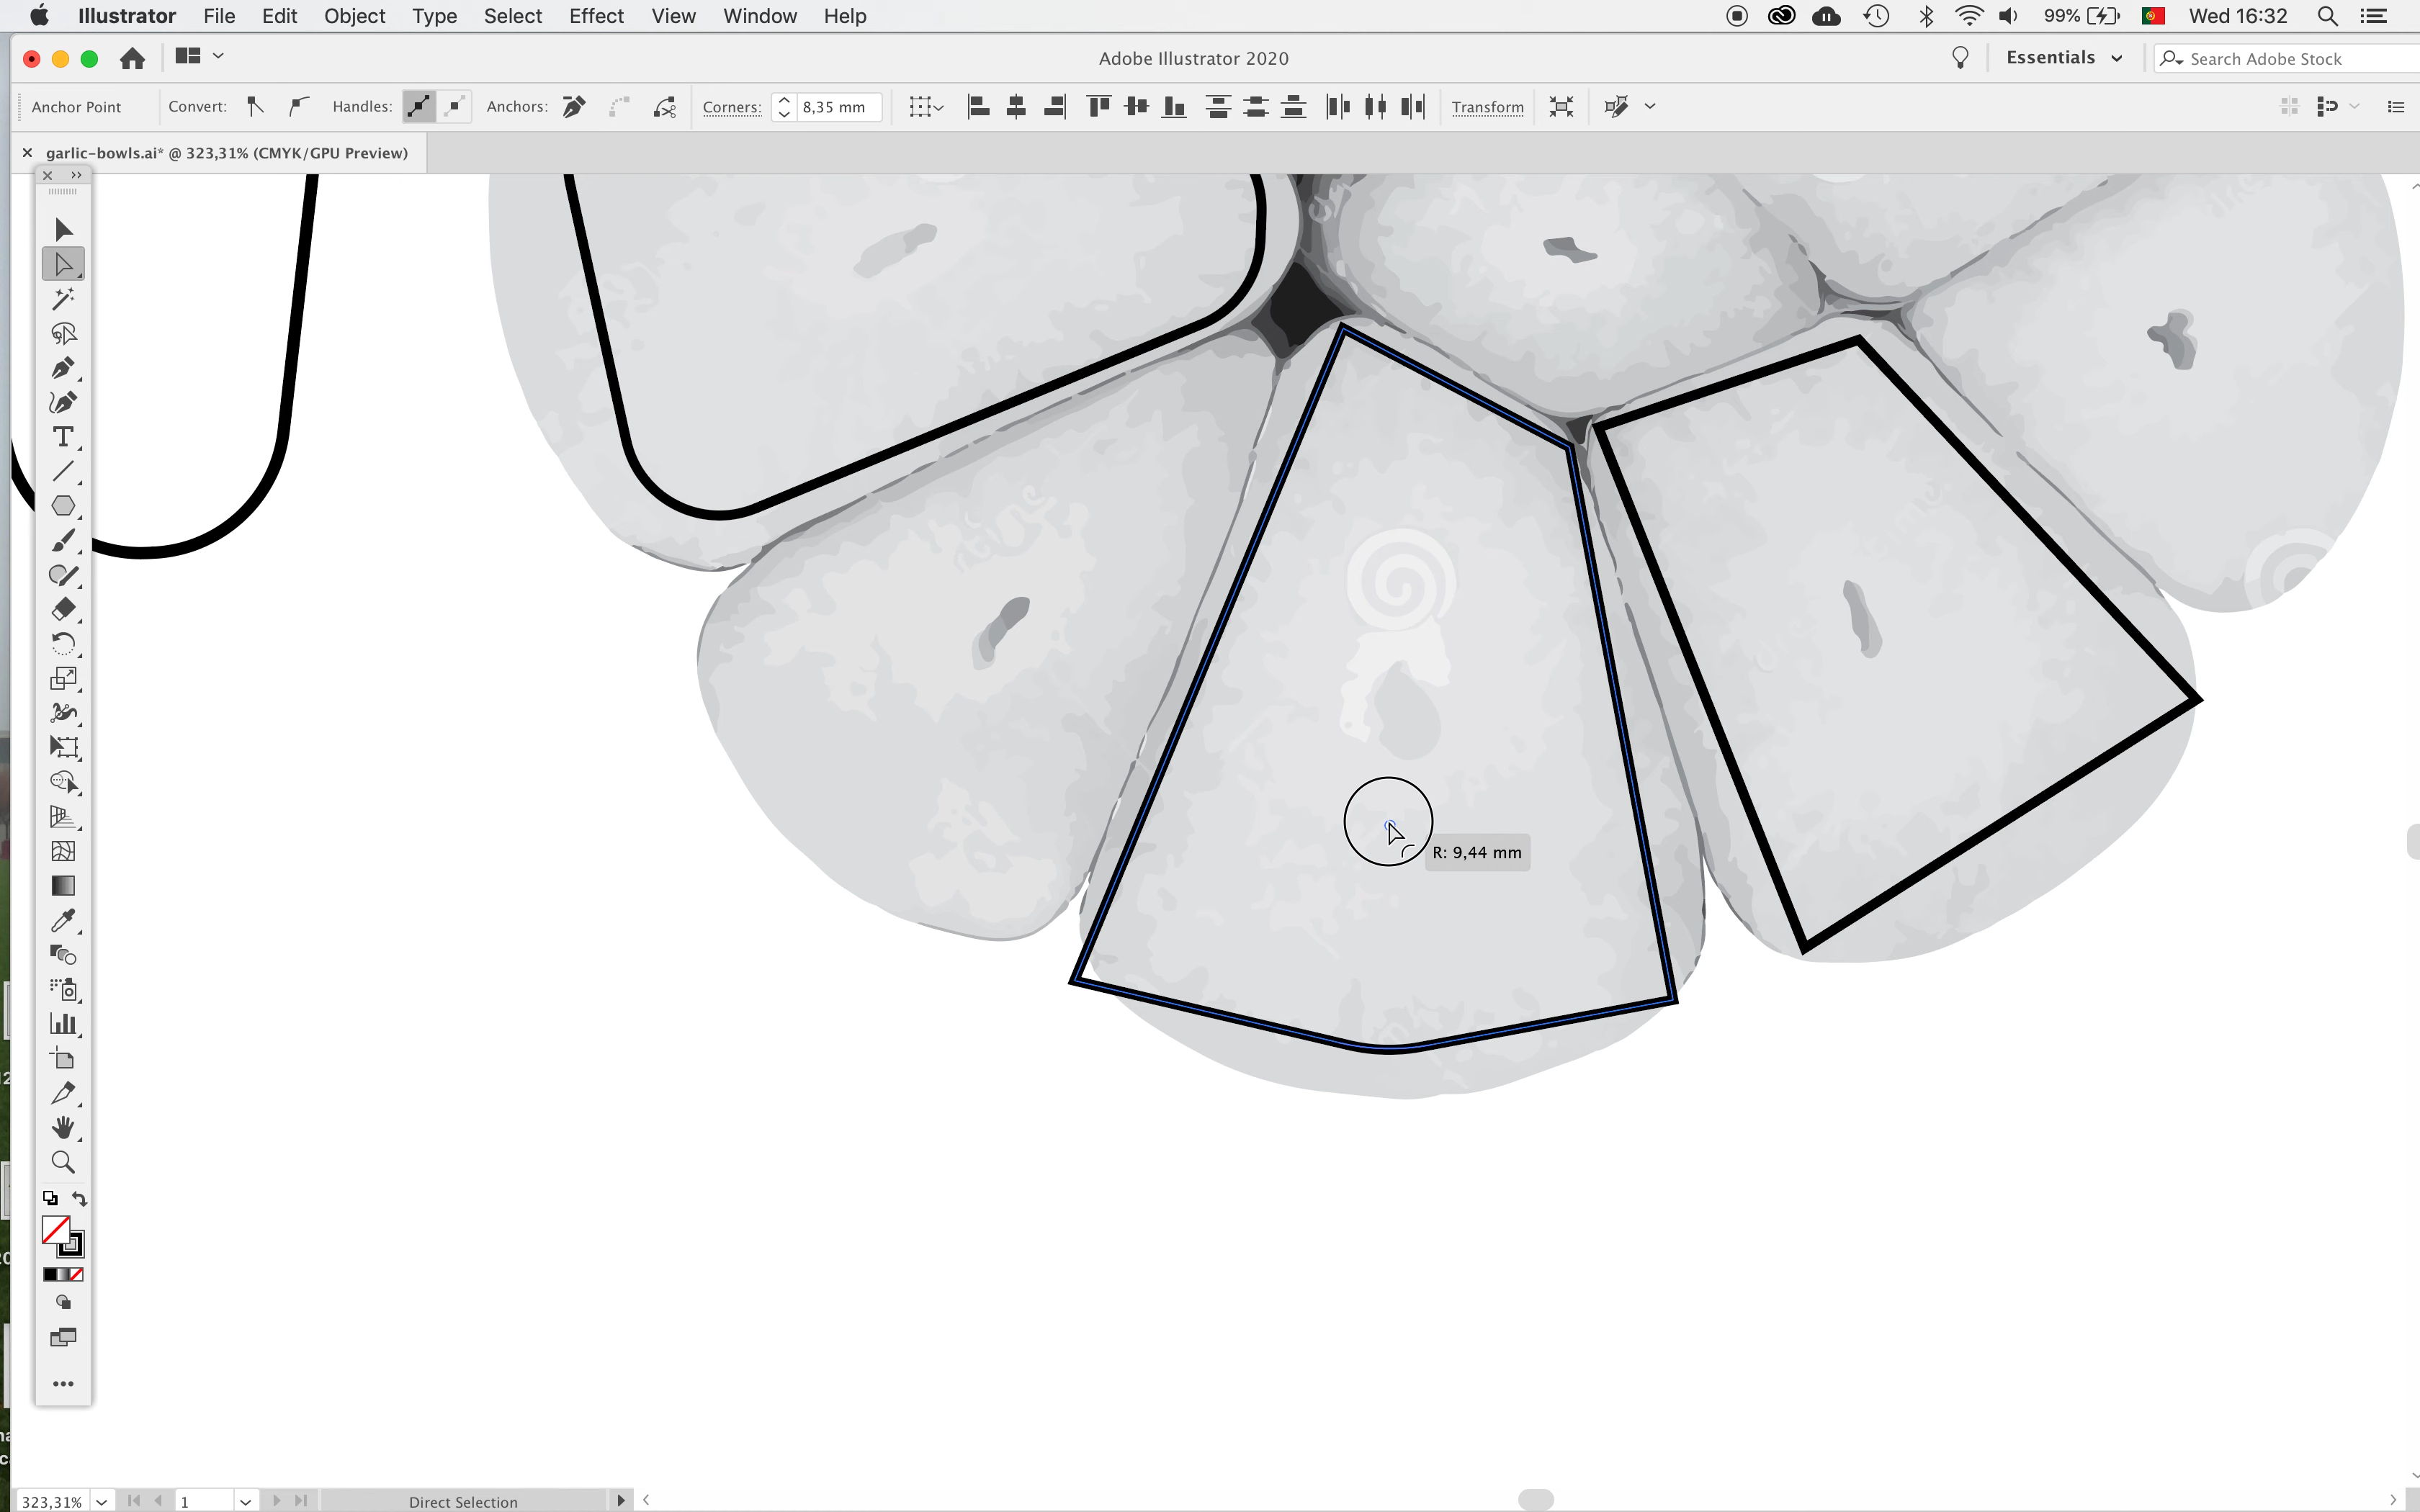 Illustrator File Edit Object Type Select Effect View Window Help 99% Wed 16:32
Adobe Illustrator 2020 Essentials Search Adobe Stock
Anchor Point Convert: Handles: Anchors: Corners: 8,35 mm Transform
garlic-bowls.ai* @ 323,31% (CMYK/GPU Preview)
R: 9,44 mm
323,31% 1 Direct Selection